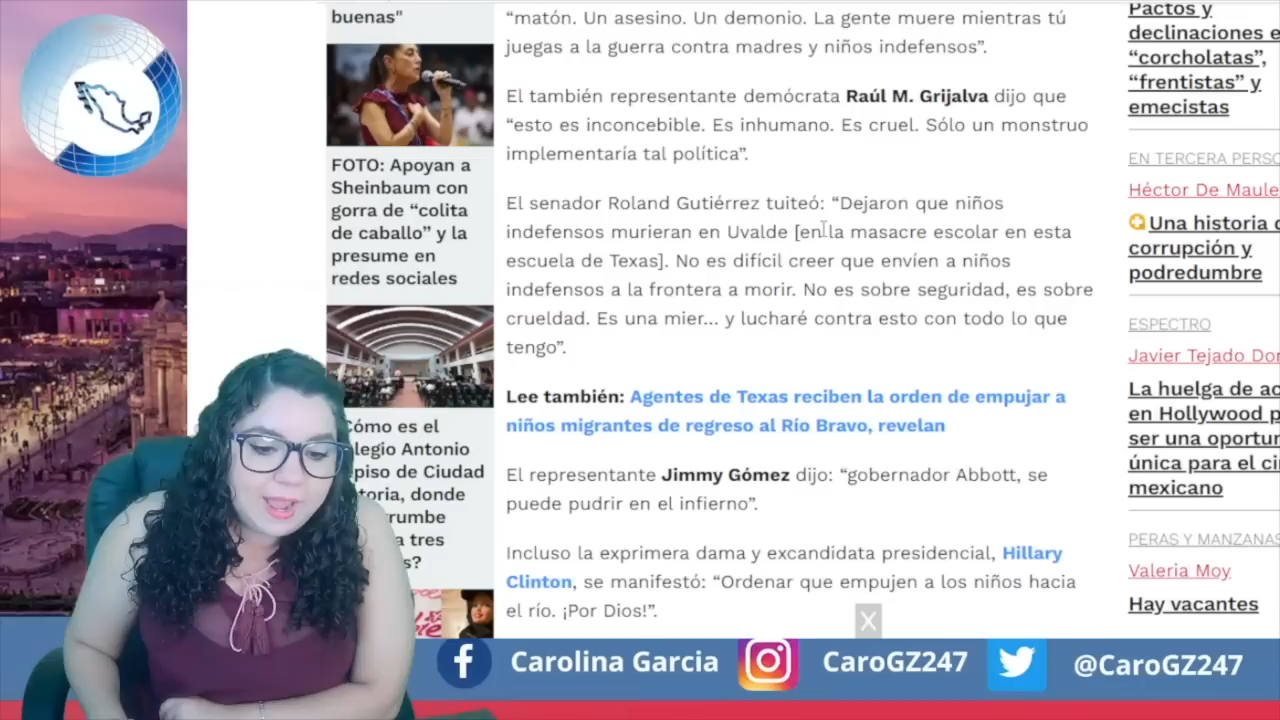 buenas"
FOTO: Apoyan a
Sheinbaum con
gorra de “colita
de caballo” y la
presume en
redes sociales
Cómo es el
legio Antonio
piso de Ciudad
toria, donde
rrumbe
a tres
s?
“matón. Un asesino. Un demonio. La gente muere mientras tú
juegas a la guerra contra madres y niños indefensos”.
El también representante demócrata Raúl M. Grijalva dijo que
“esto es inconcebible. Es inhumano. Es cruel. Sólo un monstruo
implementaría tal política”.
El senador Roland Gutiérrez tuiteó: “Dejaron que niños
indefensos murieran en Uvalde [en la masacre escolar en esta
escuela de Texas]. No es difícil creer que envíen a niños
indefensos a la frontera a morir. No es sobre seguridad, es sobre
crueldad. Es una mier... y lucharé contra esto con todo lo que
tengo”.
Lee también: Agentes de Texas reciben la orden de empujar a
niños migrantes de regreso al Río Bravo, revelan
El representante Jimmy Gómez dijo: “gobernador Abbott, se
puede pudrir en el infierno”.
Incluso la exprimera dama y excandidata presidencial, Hillary
Clinton, se manifestó: “Ordenar que empujen a los niños hacia
el río. ¡Por Dios!”.
X
Pactos y
declinaciones e
“corcholatas”,
“frentistas” y
emecistas
EN TERCERA PERSO
Héctor De Maule
Una historia d
corrupción y
podredumbre
ESPECTRO
Javier Tejado Don
La huelga de ac
en Hollywood p
ser una oportun
única para el ci
mexicano
PERAS Y MANZANAS
Valeria Moy
Hay vacantes
Carolina Garcia
CaroGZ247
@CaroGZ247